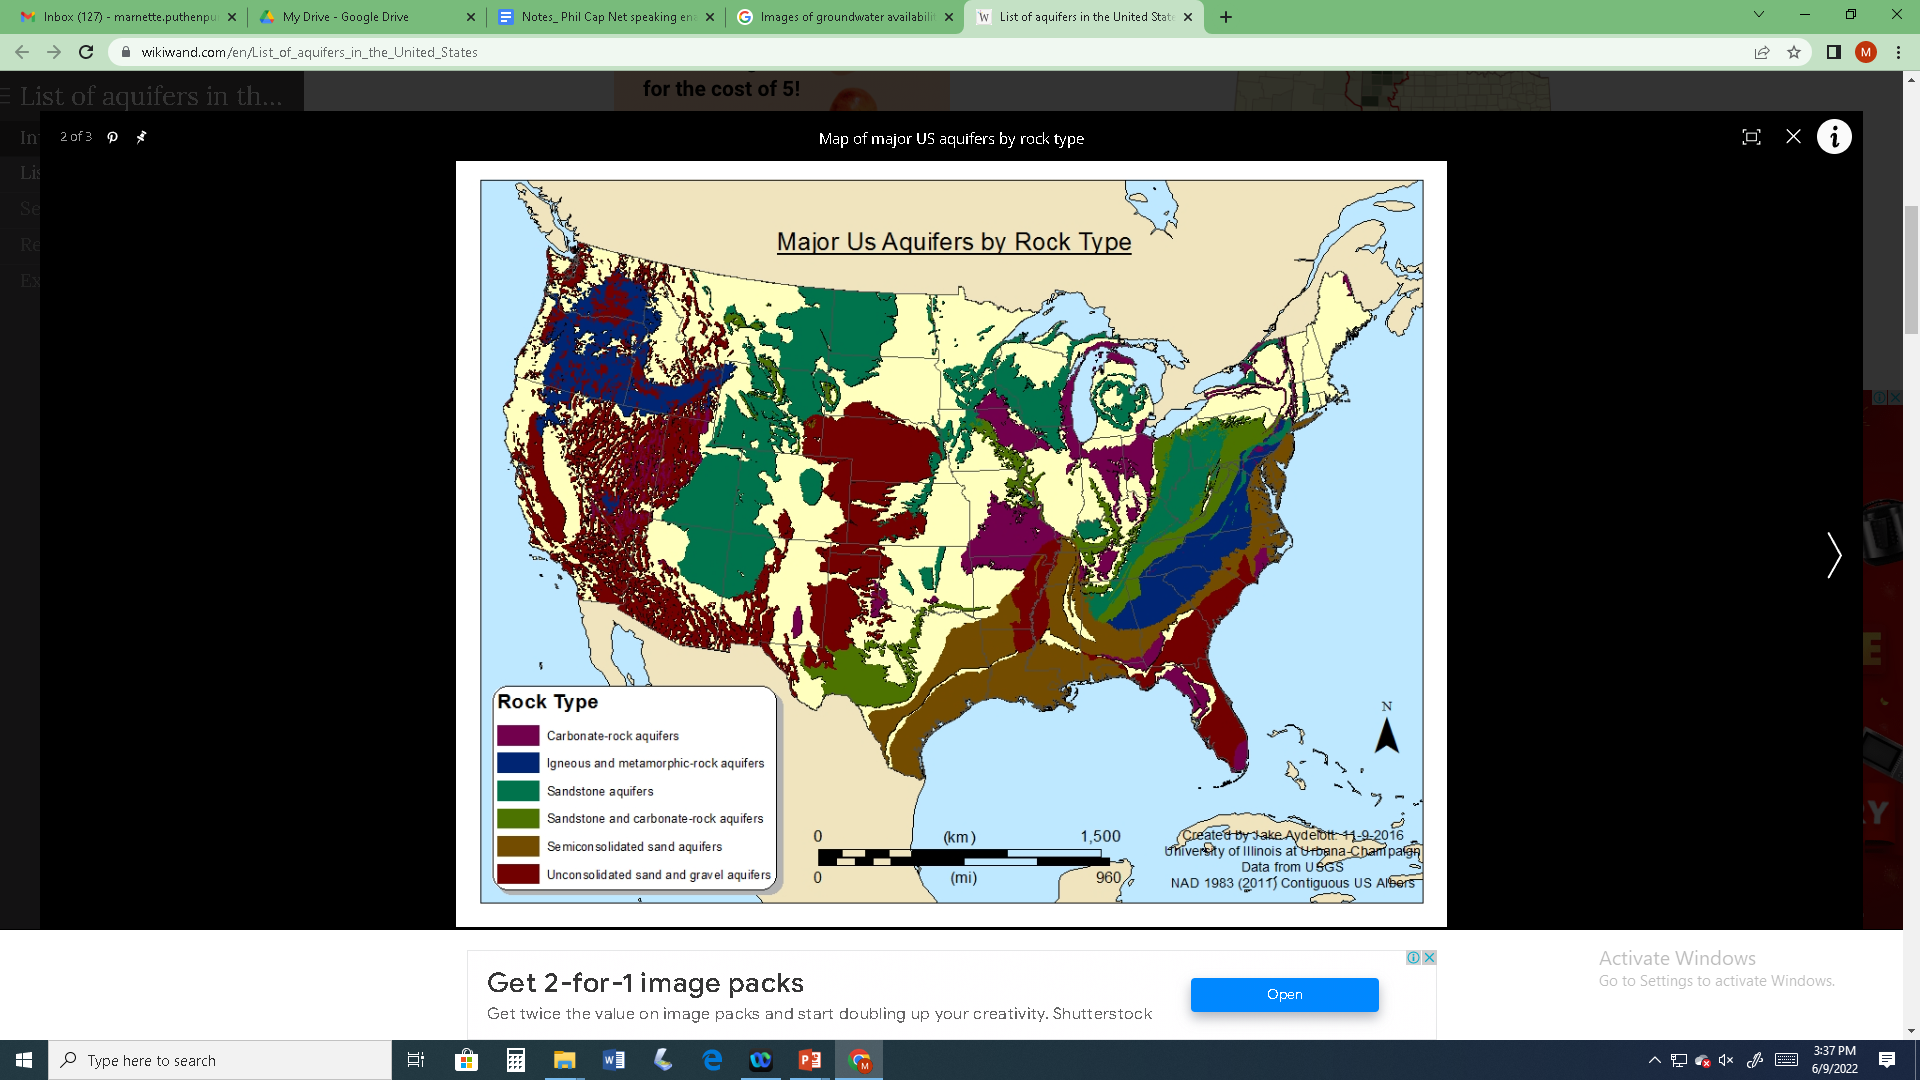 Inbox (127) - marnette.puthenpu
My Drive - Google Drive
Notes_ Phil Cap Net speaking en
Images of groundwater availabili
W List of aquifers in the United State
wikiwand.com/en/List_of_aquifers_in_the_United_States
M
for the cost of 5!
List of aquifers in th...
In
Lis
Se
Re
Ex
2 of 3
Map of major US aquifers by rock type
i
Major Us Aquifers by Rock Type
Rock Type
Carbonate-rock aquifers
Igneous and metamorphic-rock aquifers
Sandstone aquifers
Sandstone and carbonate-rock aquifers
Semiconsolidated sand aquifers
Unconsolidated sand and gravel aquifers
N
0 (km) 1,500
0 (mi) 960
Created by Jake Aydelott: 11-9-2016
University of Illinois at Urbana-Champaign
Data from USGS
NAD 1983 (2011) Contiguous US Albers
E
RY
Get 2-for-1 image packs
Get twice the value on image packs and start doubling up your creativity. Shutterstock
Open
Activate Windows
Go to Settings to activate Windows.
Type here to search
3:37 PM
6/9/2022